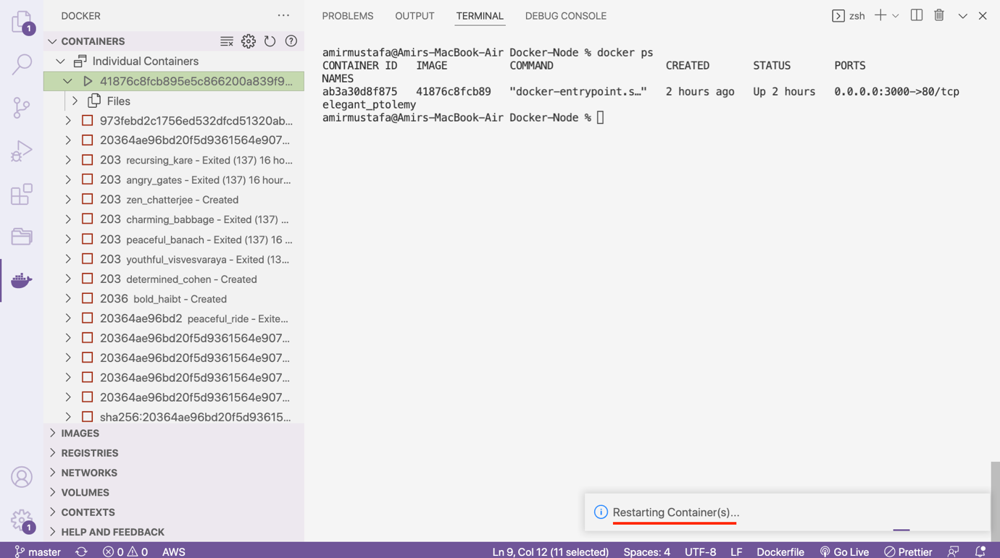 DOCKER
1
CONTAINERS
Individual Containers
41876c8fcb895e5c866200a839f9...
Files
973febd2c1756ed532dfcd51320ab...
20364ae96bd20f5d9361564e907...
203 recursing_kare - Exited (137) 16 ho...
203 angry_gates - Exited (137) 16 hour...
203 zen_chatterjee - Created
203 charming_babbage - Exited (137) ...
203 peaceful_banach - Exited (137) 16 ...
203 youthful_visvesvaraya - Exited (13...
203 determined_cohen - Created
2036 bold_haibt - Created
20364ae96bd2 peaceful_ride - Exite...
20364ae96bd20f5d9361564e907...
20364ae96bd20f5d9361564e907...
20364ae96bd20f5d9361564e907...
20364ae96bd20f5d9361564e907...
sha256:20364ae96bd20f5d93615...
IMAGES
REGISTRIES
NETWORKS
VOLUMES
CONTEXTS
HELP AND FEEDBACK
1
PROBLEMS OUTPUT TERMINAL DEBUG CONSOLE zsh
amirmustafa@Amirs-MacBook-Air Docker-Node % docker ps
CONTAINER ID IMAGE COMMAND CREATED STATUS PORTS
NAMES
ab3a30d8f875 41876c8fcb89 "docker-entrypoint.s…" 2 hours ago Up 2 hours 0.0.0.0:3000->80/tcp
elegant_ptolemy
amirmustafa@Amirs-MacBook-Air Docker-Node %
Restarting Container(s)...
master 0 0 AWS Ln 9, Col 12 (11 selected) Spaces: 4 UTF-8 LF Dockerfile Go Live Prettier